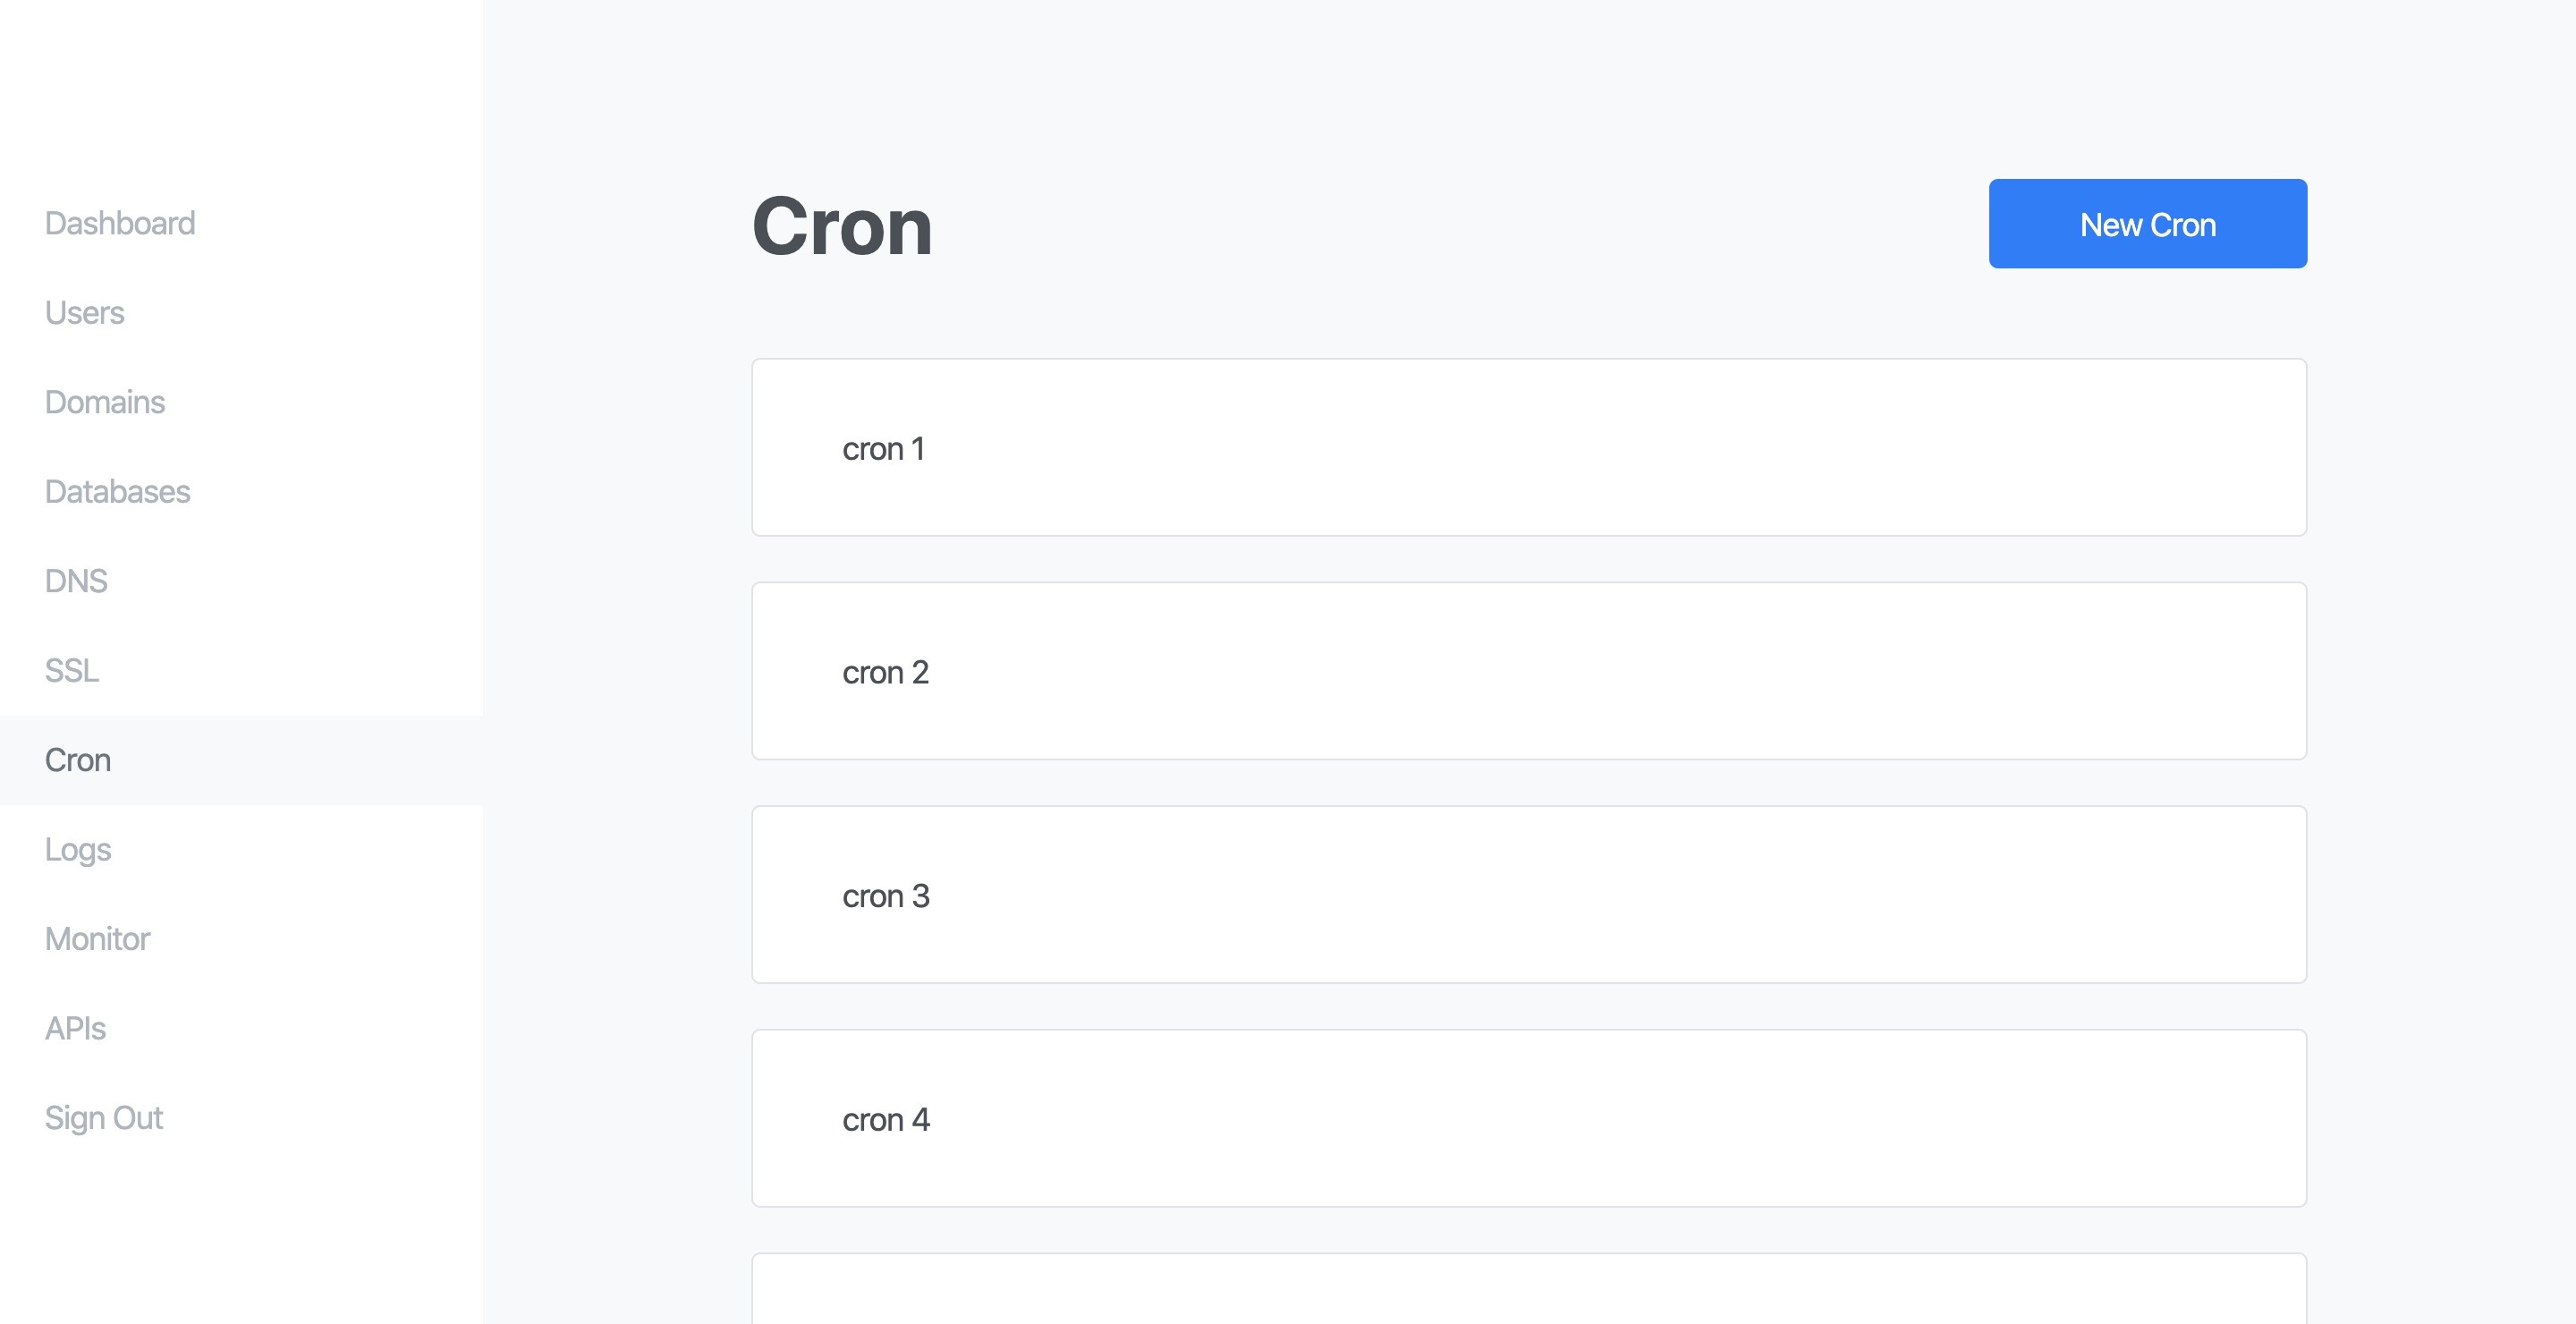 Dashboard
Users
Domains
Databases
DNS
SSL
Cron
Logs
Monitor
APIs
Sign Out
Cron
New Cron
cron 1
cron 2
cron 3
cron 4